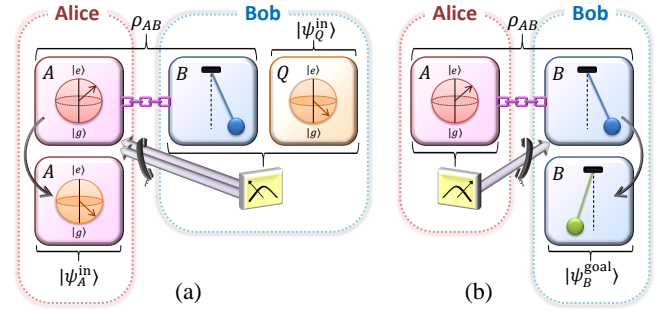 Alice
Bob
ρ_AB
|ψ_Q^in⟩
A
|e⟩
|g⟩
B
Q
|e⟩
|g⟩
A
|e⟩
|g⟩
|ψ_A^in⟩
(a)
Alice
Bob
ρ_AB
A
|e⟩
|g⟩
B
B
|ψ_B^goal⟩
(b)